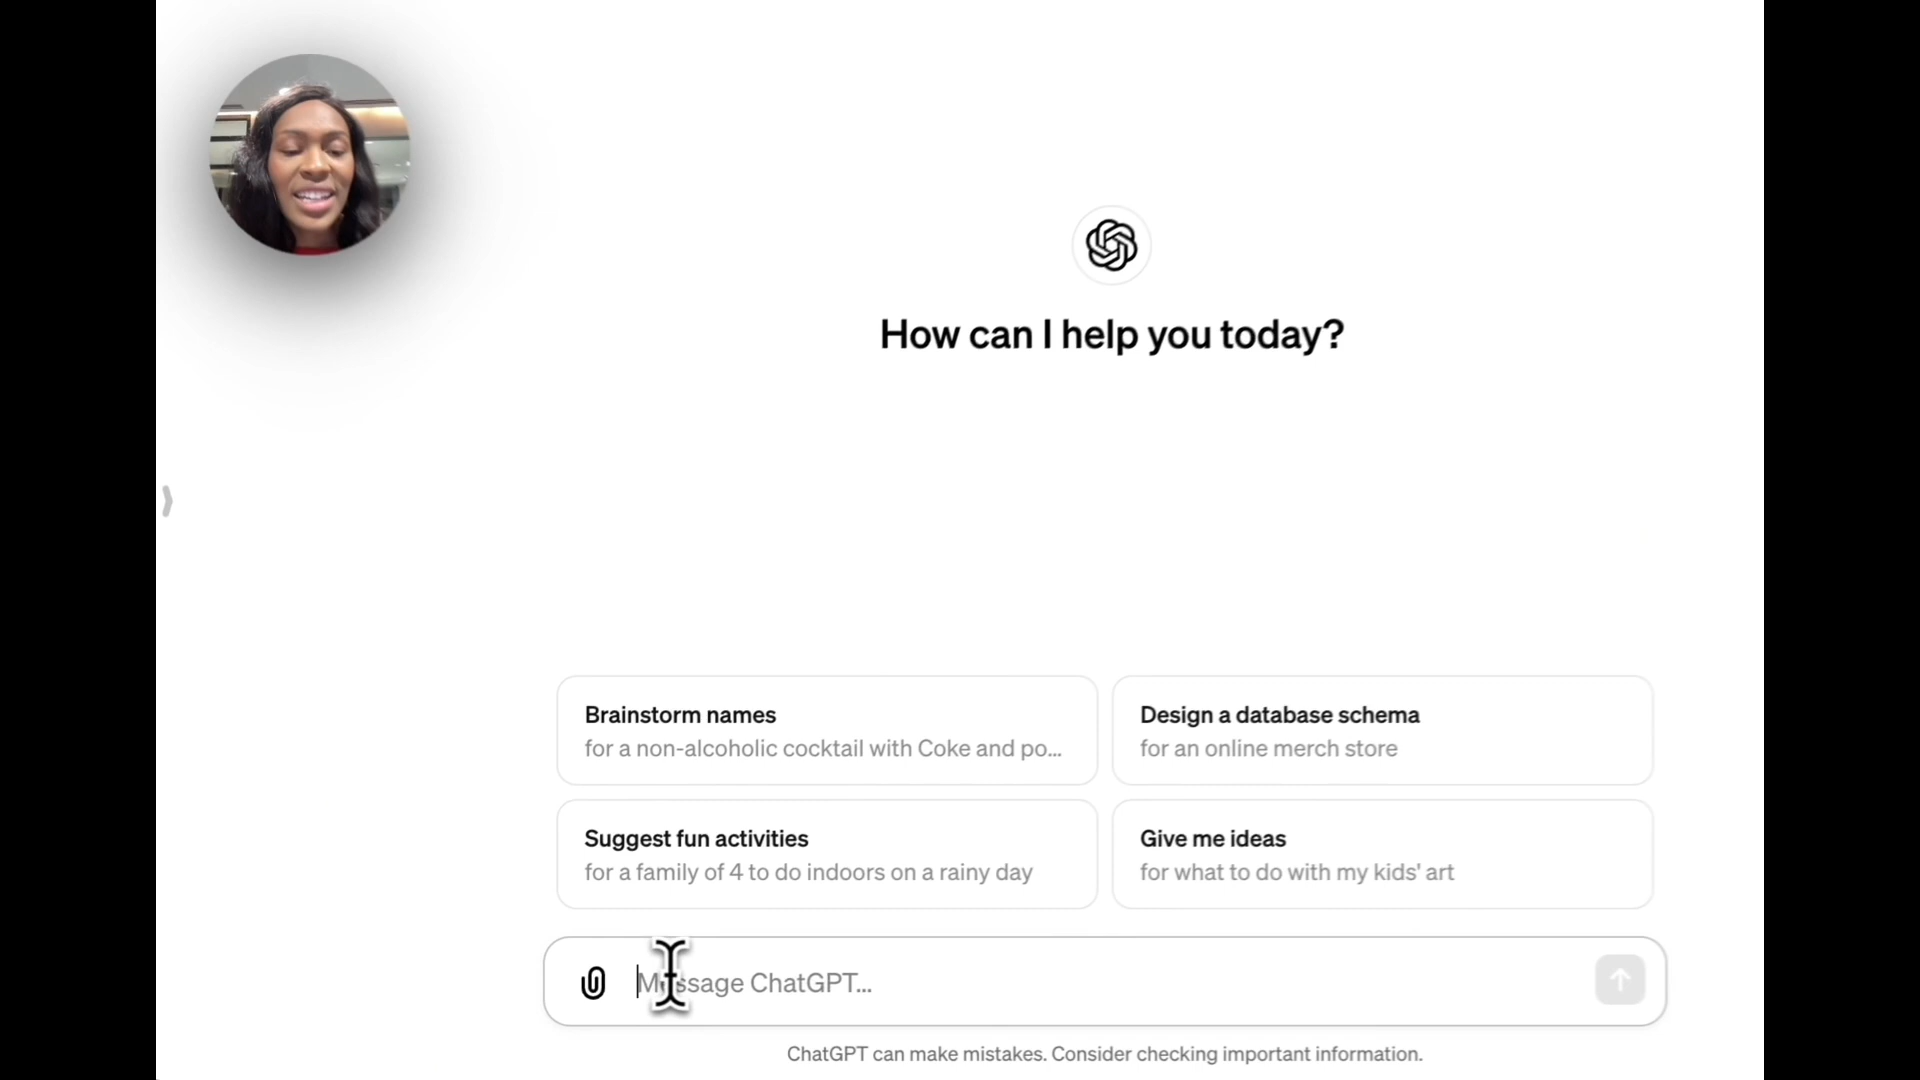 How can I help you today?
Brainstorm names
for a non-alcoholic cocktail with Coke and po...
Design a database schema
for an online merch store
Suggest fun activities
for a family of 4 to do indoors on a rainy day
Give me ideas
for what to do with my kids' art
Message ChatGPT...
ChatGPT can make mistakes. Consider checking important information.